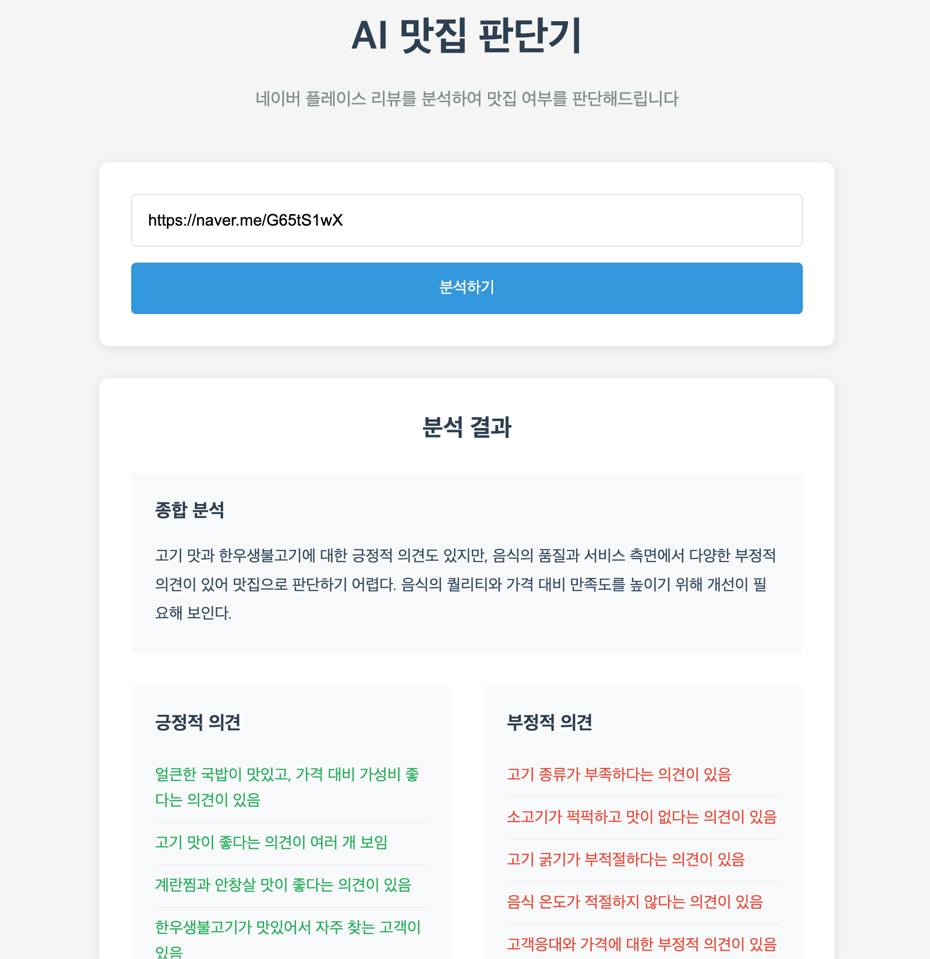 AI 맛집 판단기
네이버 플레이스 리뷰를 분석하여 맛집 여부를 판단해드립니다
https://naver.me/G65tS1wX
분석하기
분석 결과
종합 분석
고기 맛과 한우생불고기에 대한 긍정적 의견도 있지만, 음식의 품질과 서비스 측면에서 다양한 부정적
의견이 있어 맛집으로 판단하기 어렵다. 음식의 퀄리티와 가격 대비 만족도를 높이기 위해 개선이 필
요해 보인다.
긍정적 의견
얼큰한 국밥이 맛있고, 가격 대비 가성비 좋
다는 의견이 있음
고기 맛이 좋다는 의견이 여러 개 보임
계란찜과 안창살 맛이 좋다는 의견이 있음
한우생불고기가 맛있어서 자주 찾는 고객이
있음
부정적 의견
고기 종류가 부족하다는 의견이 있음
소고기가 퍽퍽하고 맛이 없다는 의견이 있음
고기 굵기가 부적절하다는 의견이 있음
음식 온도가 적절하지 않다는 의견이 있음
고객응대와 가격에 대한 부정적 의견이 있음